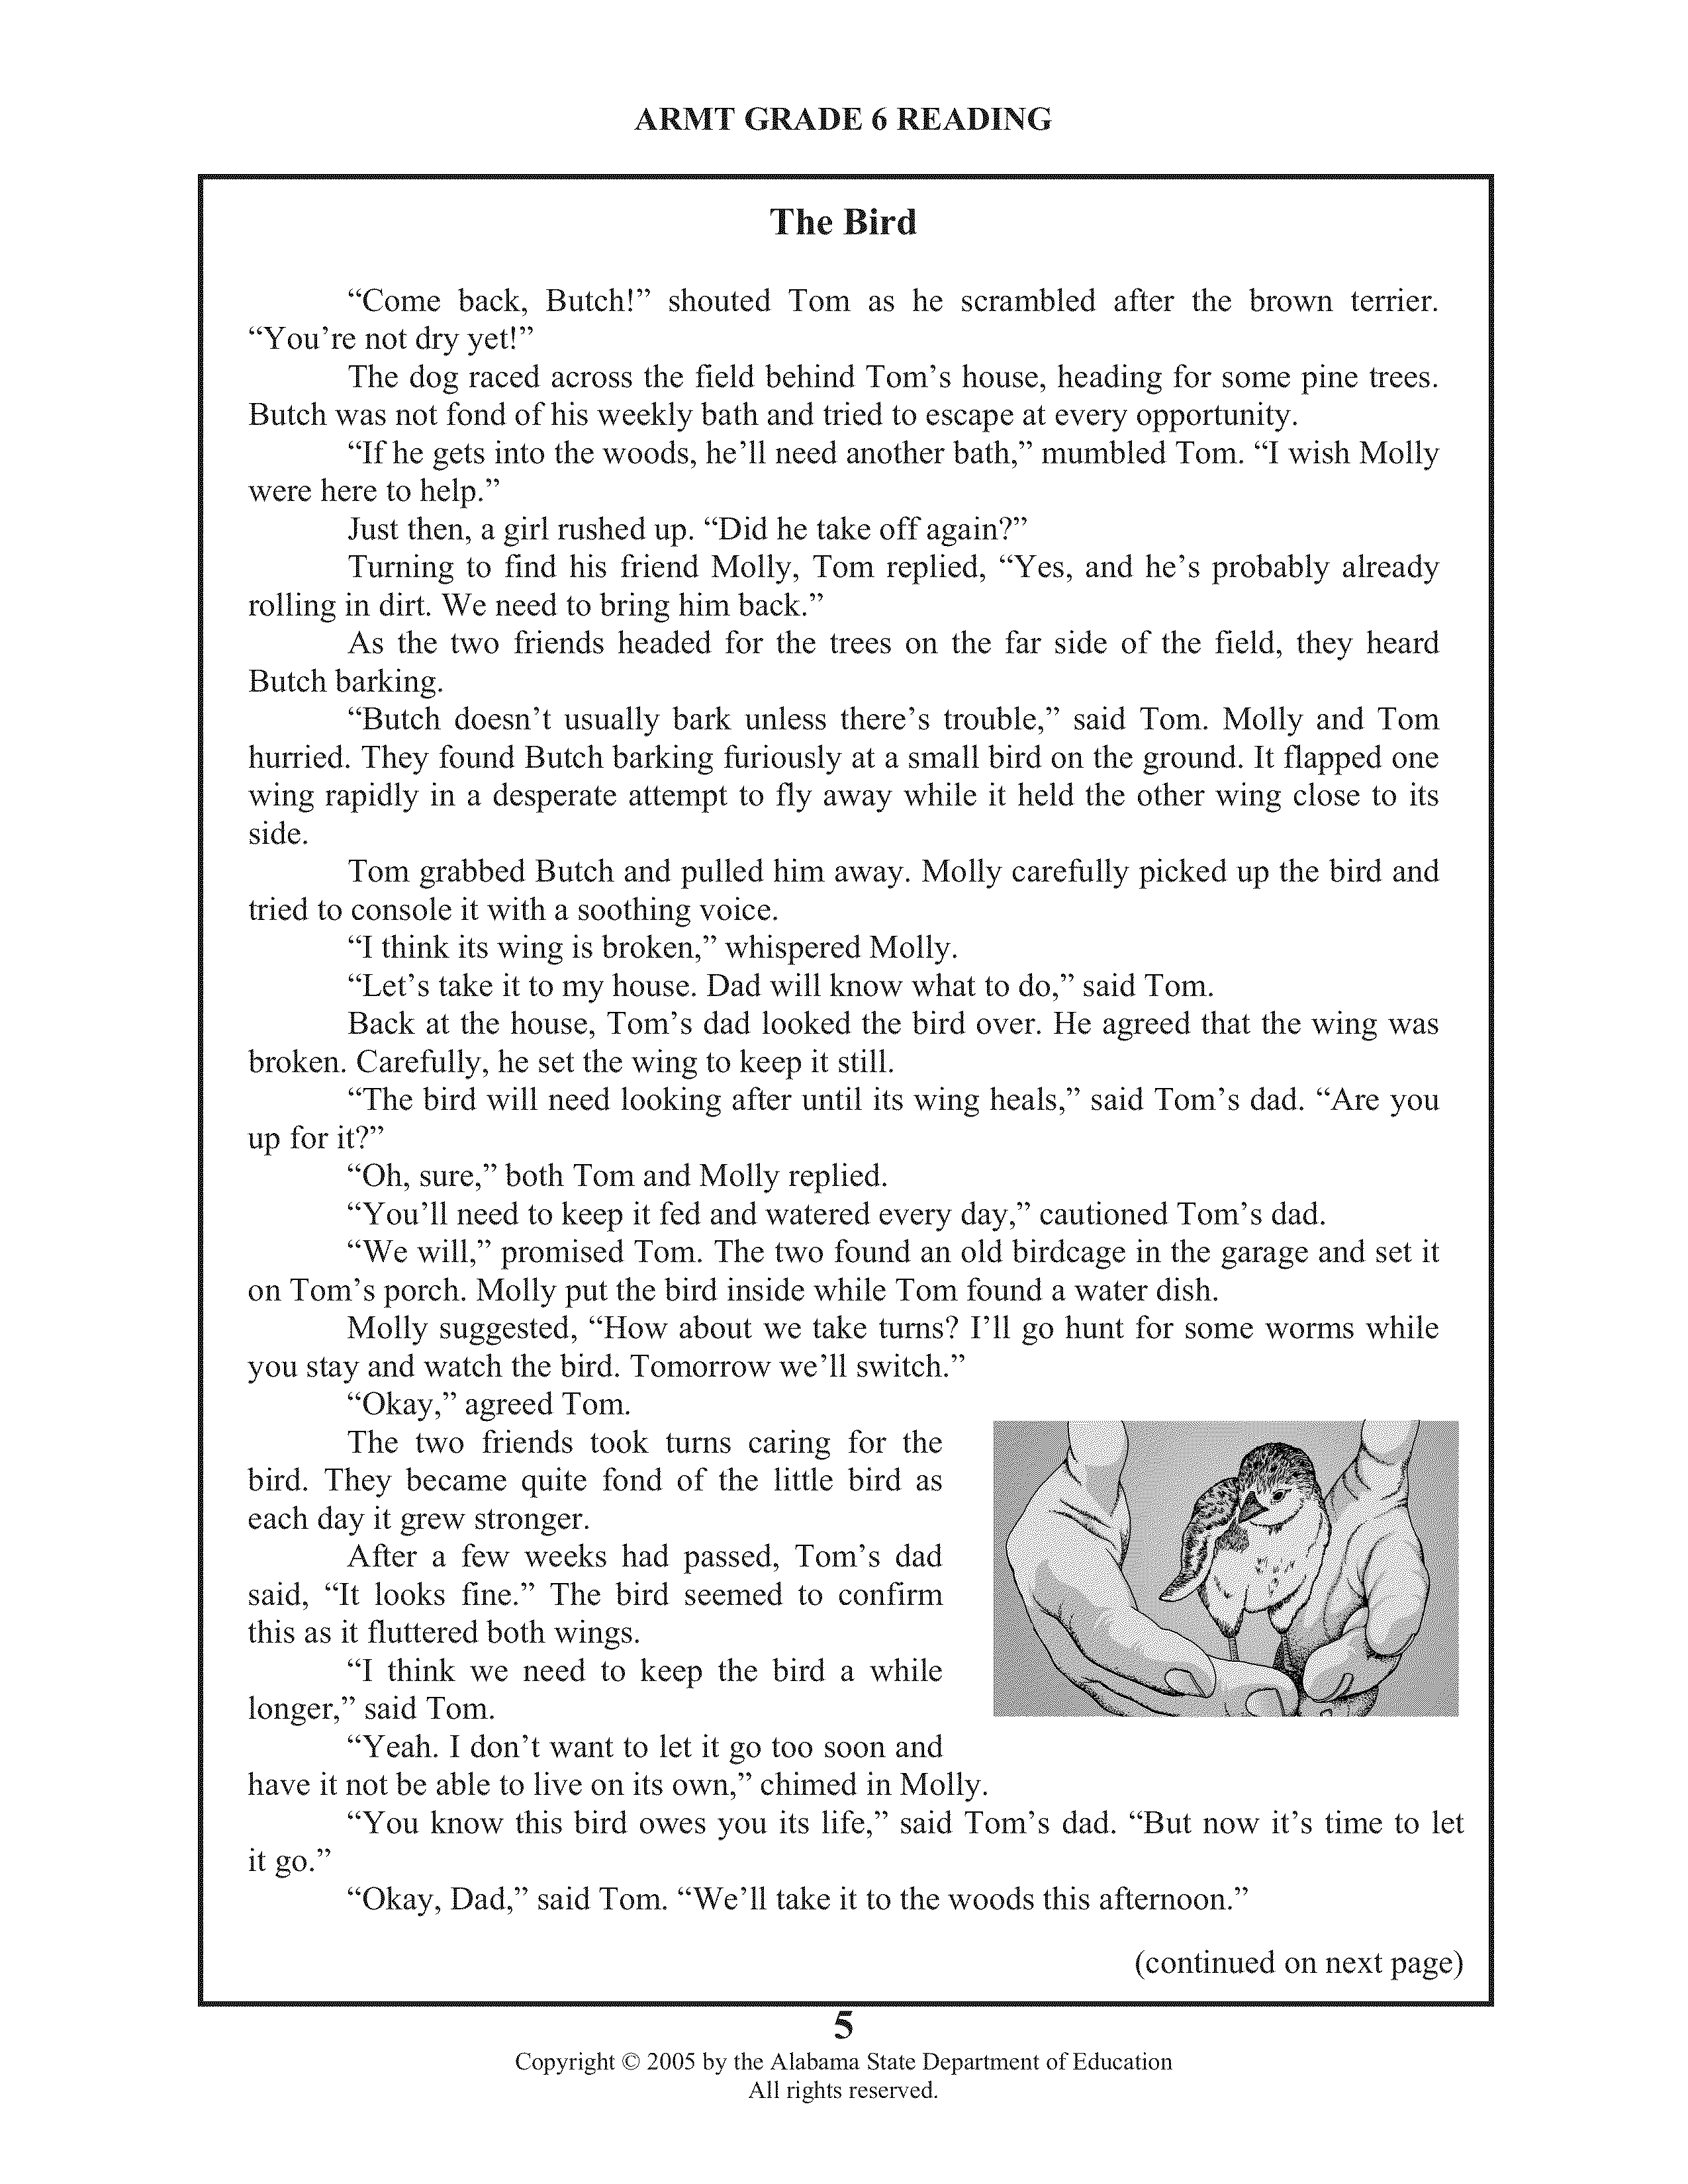 ARMT GRADE 6 READING
The Bird
“Come back, Butch!” shouted Tom as he scrambled after the brown terrier.
“You’re not dry yet!”
The dog raced across the field behind Tom’s house, heading for some pine trees.
Butch was not fond of his weekly bath and tried to escape at every opportunity.
“If he gets into the woods, he’ll need another bath,” mumbled Tom. “I wish Molly
were here to help.”
Just then, a girl rushed up. “Did he take off again?”
Turning to find his friend Molly, Tom replied, “Yes, and he’s probably already
rolling in dirt. We need to bring him back.”
As the two friends headed for the trees on the far side of the field, they heard
Butch barking.
“Butch doesn’t usually bark unless there’s trouble,” said Tom. Molly and Tom
hurried. They found Butch barking furiously at a small bird on the ground. It flapped one
wing rapidly in a desperate attempt to fly away while it held the other wing close to its
side.
Tom grabbed Butch and pulled him away. Molly carefully picked up the bird and
tried to console it with a soothing voice.
“I think its wing is broken,” whispered Molly.
“Let’s take it to my house. Dad will know what to do,” said Tom.
Back at the house, Tom’s dad looked the bird over. He agreed that the wing was
broken. Carefully, he set the wing to keep it still.
“The bird will need looking after until its wing heals,” said Tom’s dad. “Are you
up for it?”
“Oh, sure,” both Tom and Molly replied.
“You’ll need to keep it fed and watered every day,” cautioned Tom’s dad.
“We will,” promised Tom. The two found an old birdcage in the garage and set it
on Tom’s porch. Molly put the bird inside while Tom found a water dish.
Molly suggested, “How about we take turns? I’ll go hunt for some worms while
you stay and watch the bird. Tomorrow we’ll switch.”
“Okay,” agreed Tom.
The two friends took turns caring for the
bird. They became quite fond of the little bird as
each day it grew stronger.
After a few weeks had passed, Tom’s dad
said, “It looks fine.” The bird seemed to confirm
this as it fluttered both wings.
“I think we need to keep the bird a while
longer,” said Tom.
“Yeah. I don’t want to let it go too soon and
have it not be able to live on its own,” chimed in Molly.
“You know this bird owes you its life,” said Tom’s dad. “But now it’s time to let
it go.”
“Okay, Dad,” said Tom. “We’ll take it to the woods this afternoon.”
(continued on next page)
5
Copyright © 2005 by the Alabama State Department of Education
All rights reserved.